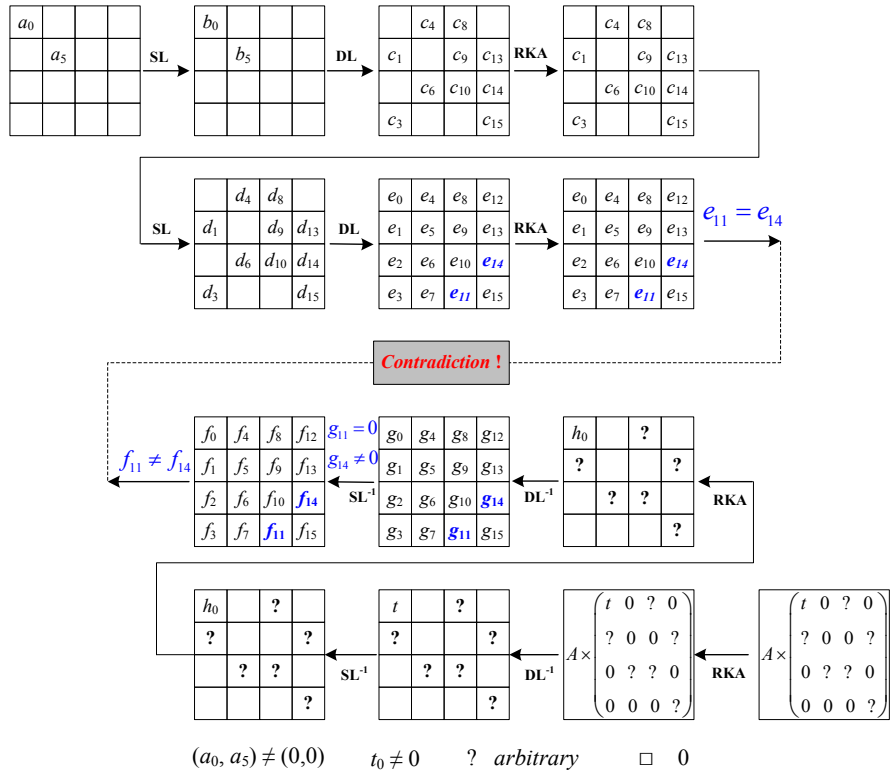 a0 b0 c4 c8 c4 c8
a5 SL b5 DL c1 c9 c13 RKA c1 c9 c13
c6 c10 c14 c6 c10 c14
c3 c15 c3 c15
d4 d8 e0 e4 e8 e12 e0 e4 e8 e12 e11 = e14
SL d1 d9 d13 DL e1 e5 e9 e13 RKA e1 e5 e9 e13
d6 d10 d14 e2 e6 e10 e14 e2 e6 e10 e14
d3 d15 e3 e7 e11 e15 e3 e7 e11 e15
Contradiction !
f0 f4 f8 f12 g11 = 0 g0 g4 g8 g12 h0 ?
f11 ≠ f14 f1 f5 f9 f13 g14 ≠ 0 g1 g5 g9 g13 ? ?
f2 f6 f10 f14 SL-1 g2 g6 g10 g14 DL-1 ? ? RKA
f3 f7 f11 f15 g3 g7 g11 g15 ?
h0 ? t ? t 0 ? 0 t 0 ? 0
? ? ? ? ? 0 0 ? ? 0 0 ?
? ? SL-1 ? ? DL-1 A× 0 ? ? 0 RKA A× 0 ? ? 0
? ? 0 0 0 ? 0 0 0 ?
(a0, a5) ≠ (0,0) t0 ≠ 0 ? arbitrary □ 0